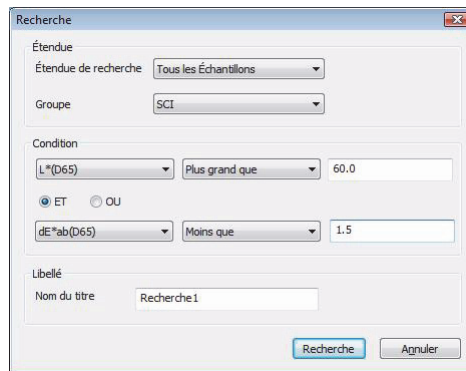 Recherche
Étendue
Étendue de recherche Tous les Échantillons
Groupe SCI
Condition
L*(D65) Plus grand que 60.0
ET OU
dE*ab(D65) Moins que 1.5
Libellé
Nom du titre Recherche1
Recherche Annuler